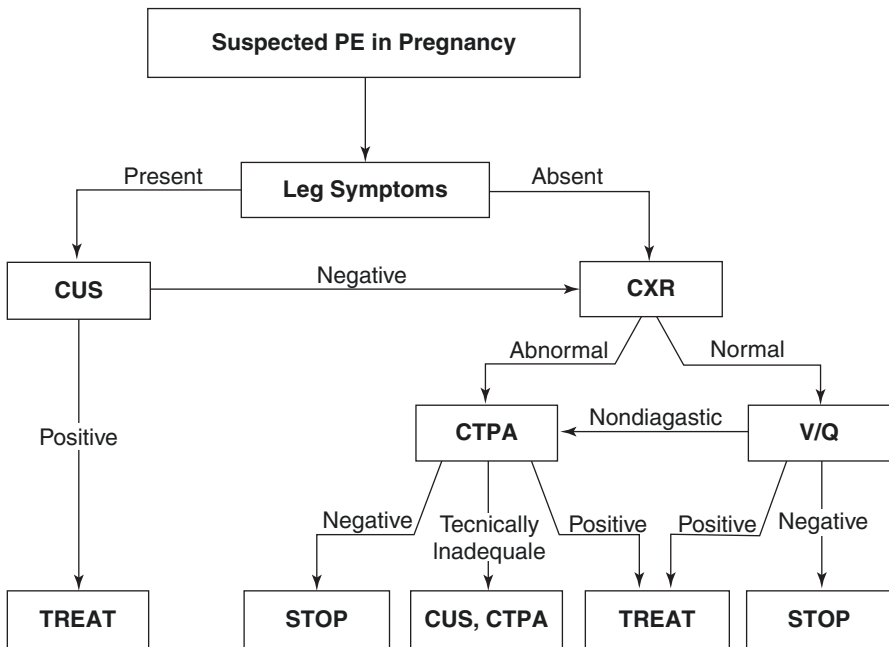 Suspected PE in Pregnancy
Present
Leg Symptoms
Absent
CUS
Negative
CXR
Abnormal
Normal
CTPA
Nondiagastic
V/Q
Positive
Negative
Tecnically
Inadequale
Positive
Positive
Negative
TREAT
STOP
CUS, CTPA
TREAT
STOP